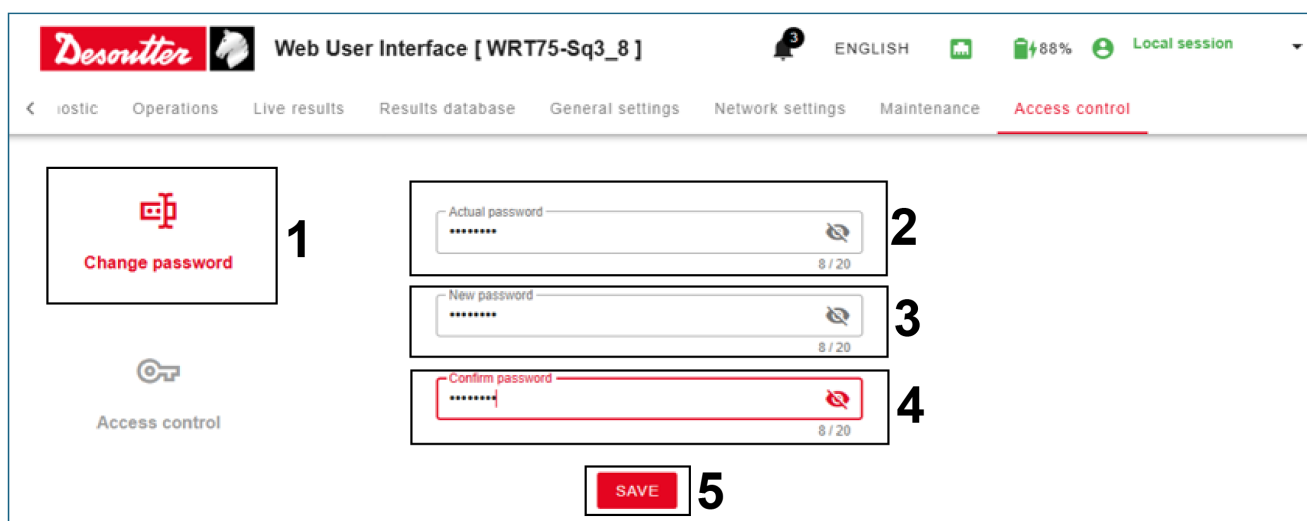 Desoutter Web User Interface [ WRT75-Sq3_8 ] 3 ENGLISH 88% Local session
Operations Live results Results database General settings Network settings Maintenance Access control
Change password
1
Actual password
••••••••
8 / 20
2
New password
••••••••
8 / 20
3
Confirm password
••••••••
8 / 20
4
Access control
SAVE
5